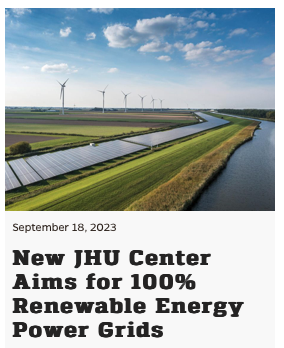 September 18, 2023
New JHU Center
Aims for 100%
Renewable Energy
Power Grids